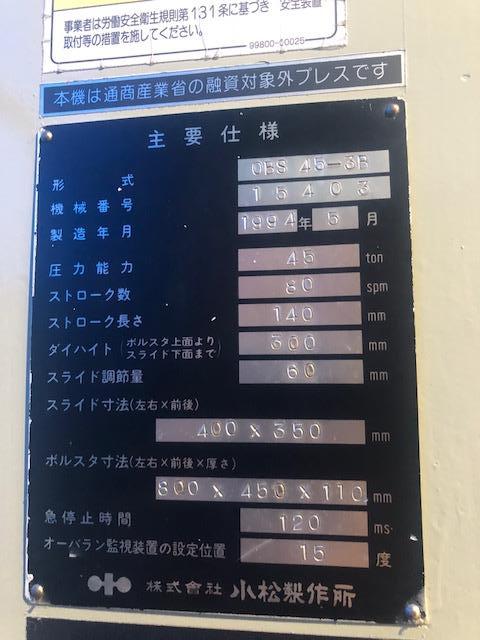 事業者は労働安全衛生規則第131条に基づき 安全装置
取付等の措置を施してください。
99800-50025
本機は通商産業省の融資対象外プレスです
主要仕様
形式 OBS 45-3B
機械番号 15403
製造年月 1994年5月
圧力能力 45 ton
ストローク数 80 spm
ストローク長さ 140 mm
ダイハイト(ボルスタ上面よりスライド下面まで) 300 mm
スライド調節量 60 mm
スライド寸法(左右×前後)
400 x 350 mm
ボルスタ寸法(左右×前後×厚さ)
800 x 450 x 110 mm
急停止時間 120 ms
オーバラン監視装置の設定位置 15 度
株式會社 小松製作所